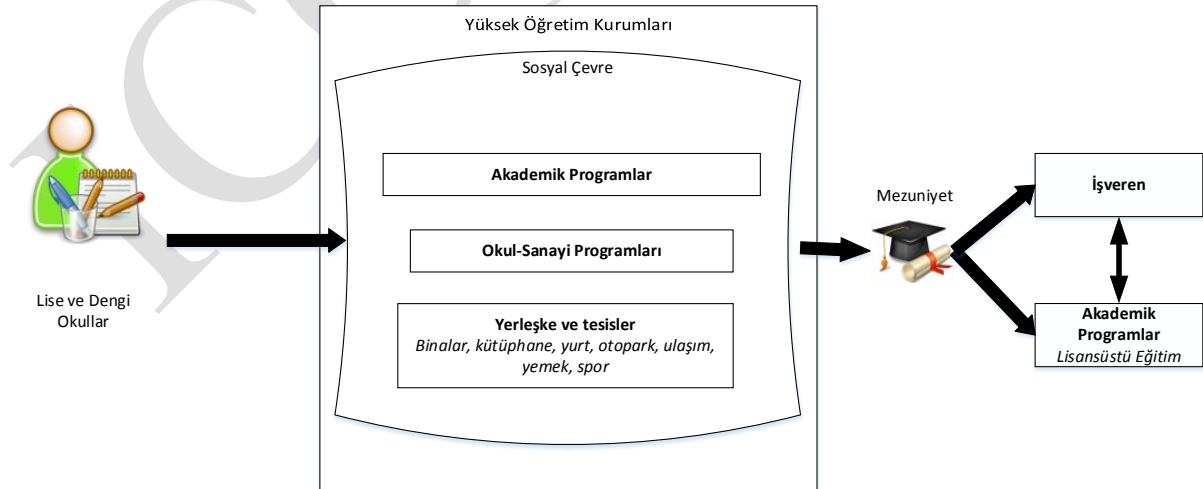 Yüksek Öğretim Kurumları
Sosyal Çevre
Lise ve Dengi
Okullar
Akademik Programlar
Okul-Sanayi Programları
Yerleşke ve tesisler
Binalar, kütüphane, yurt, otopark, ulaşım,
yemek, spor
Mezuniyet
İşveren
Akademik
Programlar
Lisansüstü Eğitim